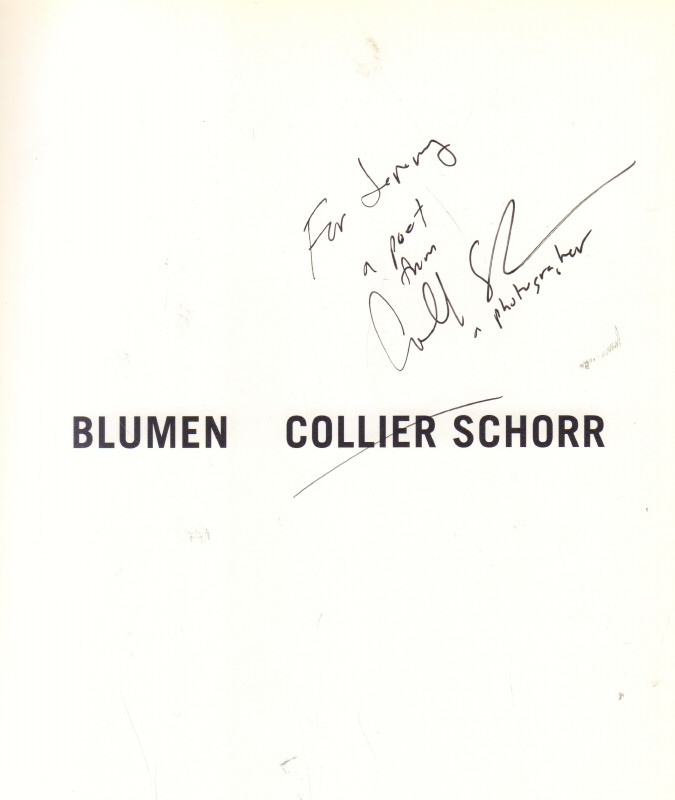 For Jeremy
a poet
from
a photographer
BLUMEN COLLIER SCHORR